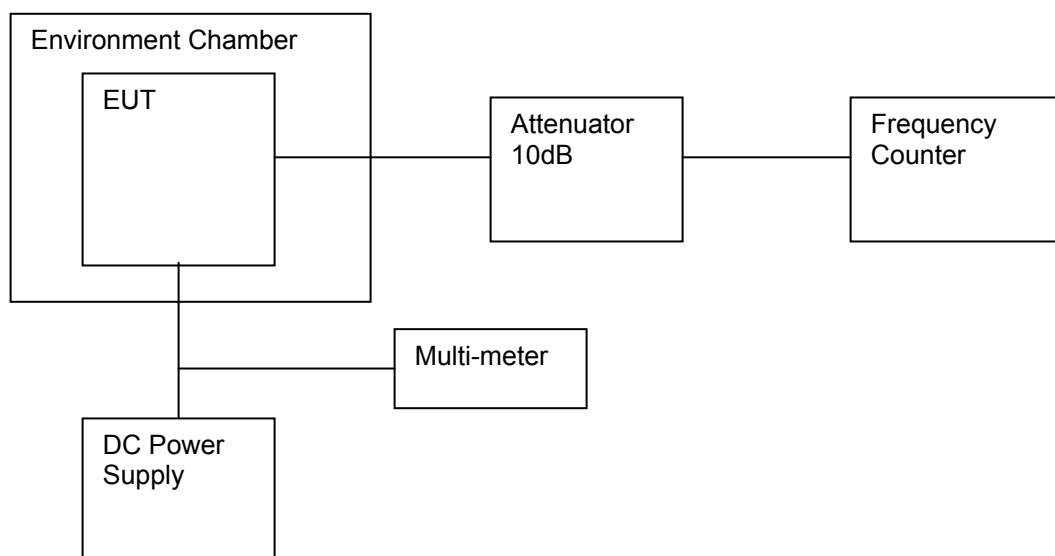 Environment Chamber
EUT
Attenuator
10dB
Frequency
Counter
Multi-meter
DC Power
Supply